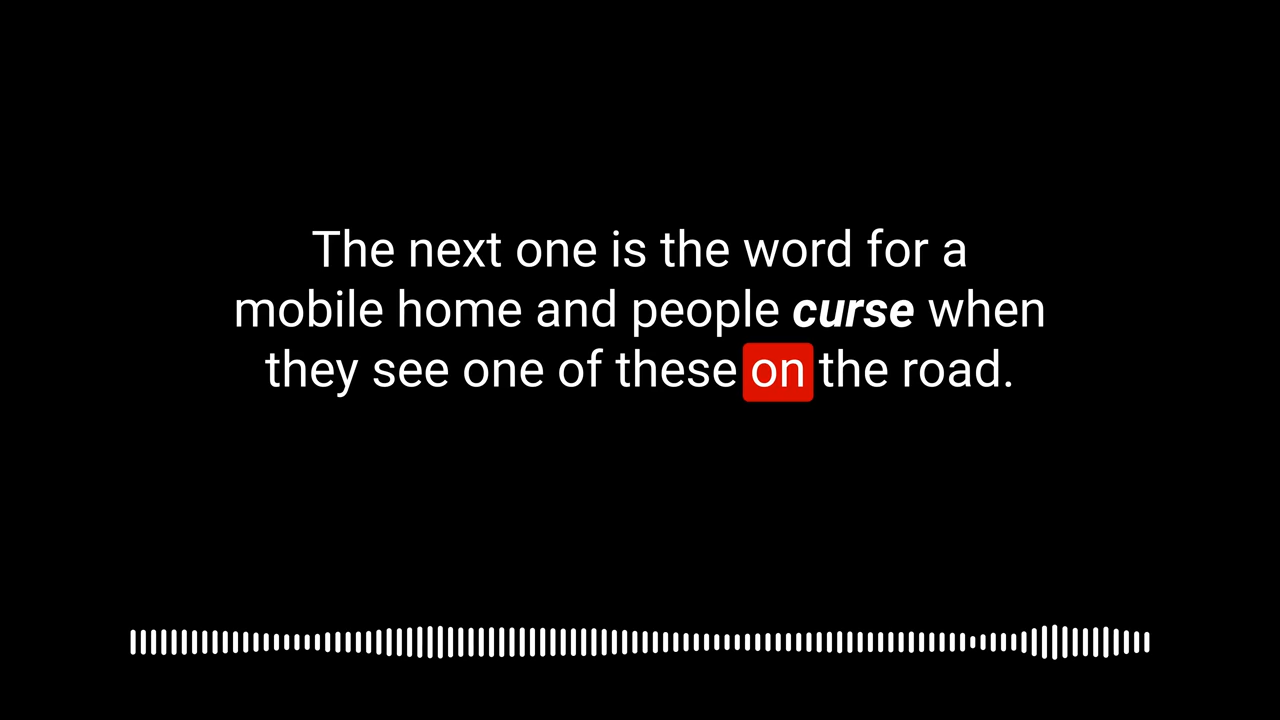 The next one is the word for a
mobile home and people curse when
they see one of these on the road.